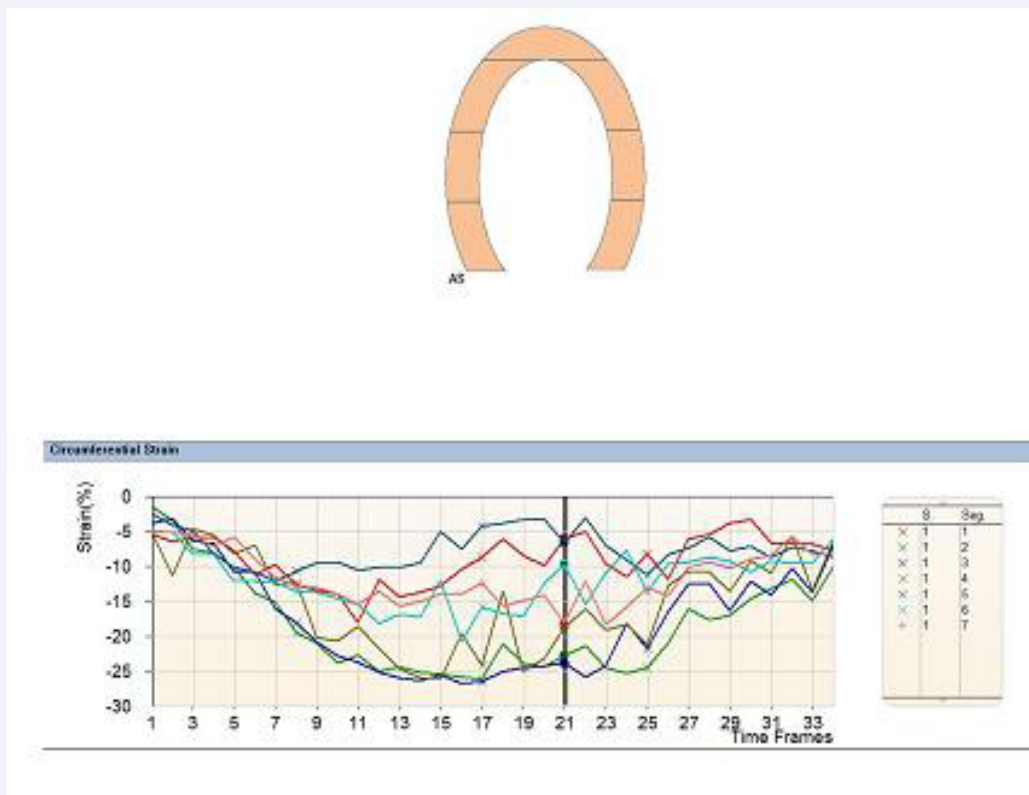 AS
Circumferential Strain
Strain(%)
0
-5
-10
-15
-20
-25
-30
1 3 5 7 9 11 13 15 17 19 21 23 25 27 29 31 33
Time Frames
S Seg
1 1
1 2
1 3
1 4
1 5
1 6
1 7